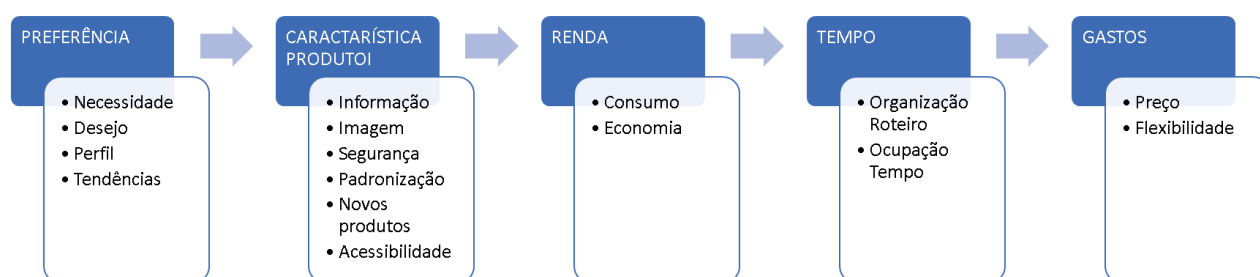 PREFERÊNCIA
• Necessidade
• Desejo
• Perfil
• Tendências
CARACTARÍSTICA
PRODUTOI
• Informação
• Imagem
• Segurança
• Padronização
• Novos
produtos
• Acessibilidade
RENDA
• Consumo
• Economia
TEMPO
• Organização
Roteiro
• Ocupação
Tempo
GASTOS
• Preço
• Flexibilidade